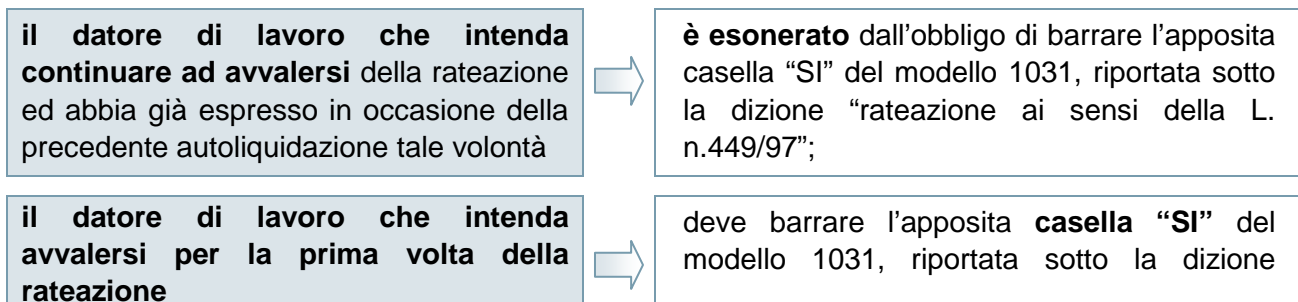 il datore di lavoro che intenda
continuare ad avvalersi della rateazione
ed abbia già espresso in occasione della
precedente autoliquidazione tale volontà
è esonerato dall’obbligo di barrare l’apposita
casella “SI” del modello 1031, riportata sotto
la dizione “rateazione ai sensi della L.
n.449/97”;
il datore di lavoro che intenda
avvalersi per la prima volta della
rateazione
deve barrare l’apposita casella “SI” del
modello 1031, riportata sotto la dizione